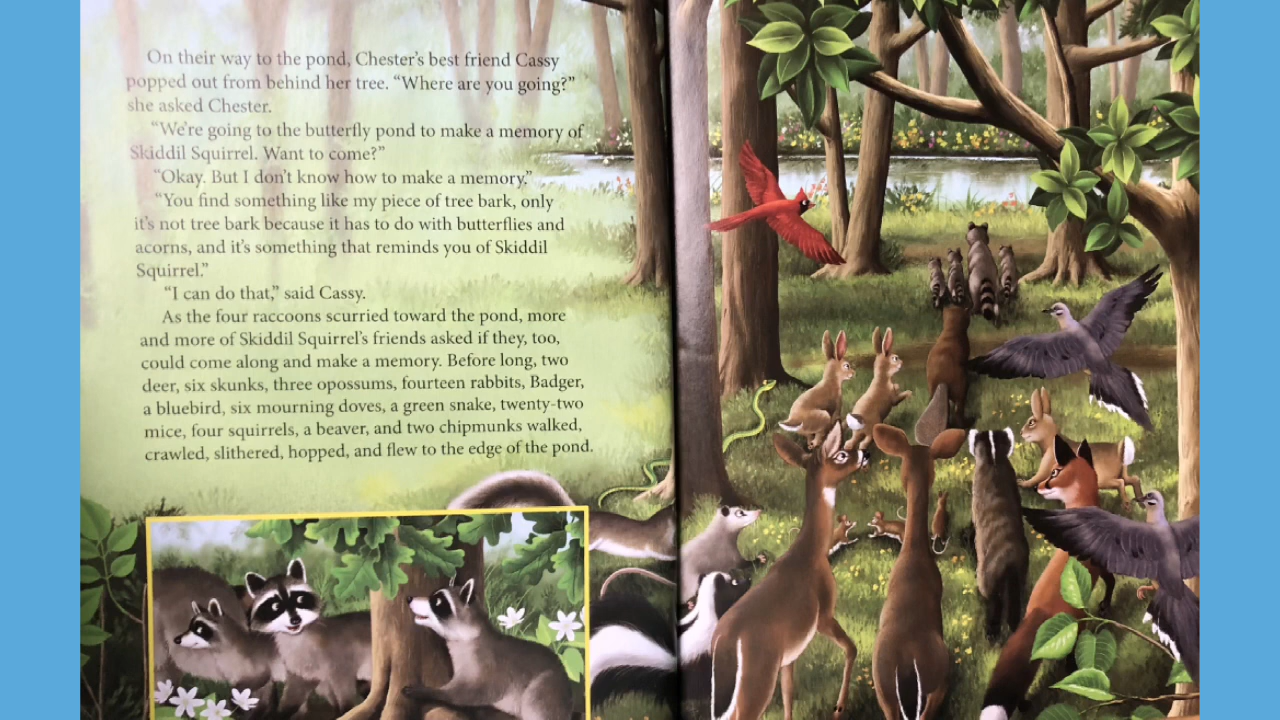 On their way to the pond, Chester's best friend Cassy
popped out from behind her tree. “Where are you going?”
she asked Chester.
“We're going to the butterfly pond to make a memory of
Skiddil Squirrel. Want to come?”
“Okay. But I don't know how to make a memory.”
“You find something like my piece of tree bark, only
it's not tree bark because it has to do with butterflies and
acorns, and it's something that reminds you of Skiddil
Squirrel.”
“I can do that,” said Cassy.
As the four raccoons scurried toward the pond, more
and more of Skiddil Squirrel's friends asked if they, too,
could come along and make a memory. Before long, two
deer, six skunks, three opossums, fourteen rabbits, Badger,
a bluebird, six mourning doves, a green snake, twenty-two
mice, four squirrels, a beaver, and two chipmunks walked,
crawled, slithered, hopped, and flew to the edge of the pond.